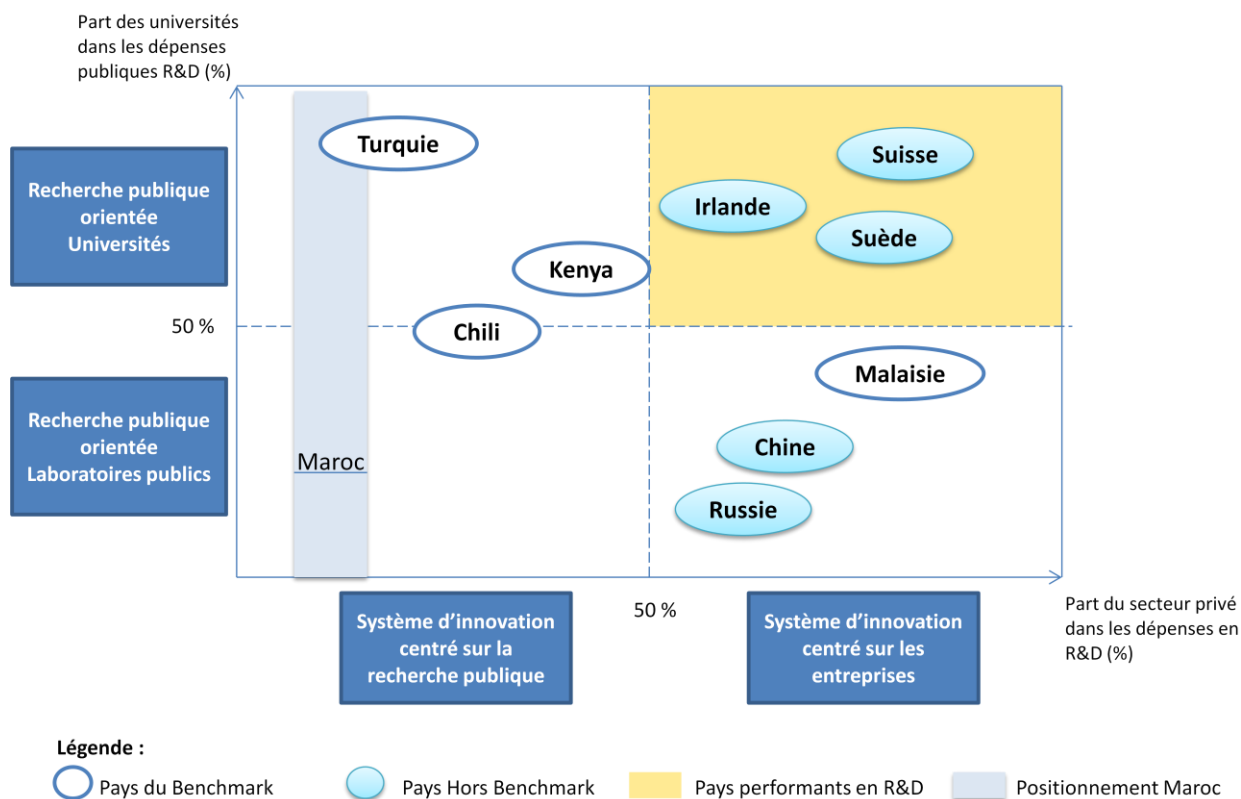 Part des universités
dans les dépenses
publiques R&D (%)
Turquie
Suisse
Recherche publique
orientée
Universités
Irlande
Suède
Kenya
50 %
Chili
Malaisie
Recherche publique
orientée
Laboratoires publics
Maroc
Chine
Russie
Système d’innovation
centré sur la
recherche publique
50 %
Système d’innovation
centré sur les
entreprises
Part du secteur privé
dans les dépenses en
R&D (%)
Légende :
Pays du Benchmark
Pays Hors Benchmark
Pays performants en R&D
Positionnement Maroc